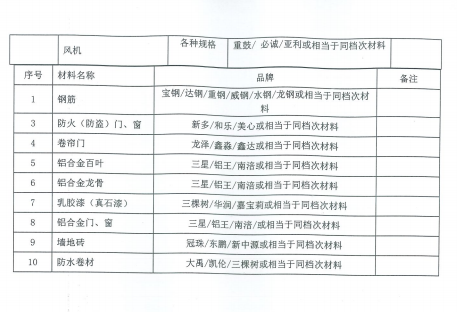 风机 各种规格 重鼓/ 必诚/亚利或相当于同档次材料
序号 材料名称 品牌 备注
1 钢筋 宝钢/达钢/重钢/威钢/水钢/龙钢或相当于同档次材
料
3 防火（防盗）门、窗 新多/和乐/美心或相当于同档次材料
4 卷帘门 龙泽/鑫淼/鑫达或相当于同档次材料
5 铝合金百叶 三星/铝王/南涪或相当于同档次材料
6 铝合金龙骨 三星/铝王/南涪或相当于同档次材料
7 乳胶漆（真石漆） 三棵树/华润/嘉宝莉或相当于同档次材料
8 铝合金门、窗 三星/铝王/南涪或相当于同档次材料
9 墙地砖 冠珠/东鹏/新中源或相当于同档次材料
10 防水卷材 大禹/凯伦/三棵树或相当于同档次材料